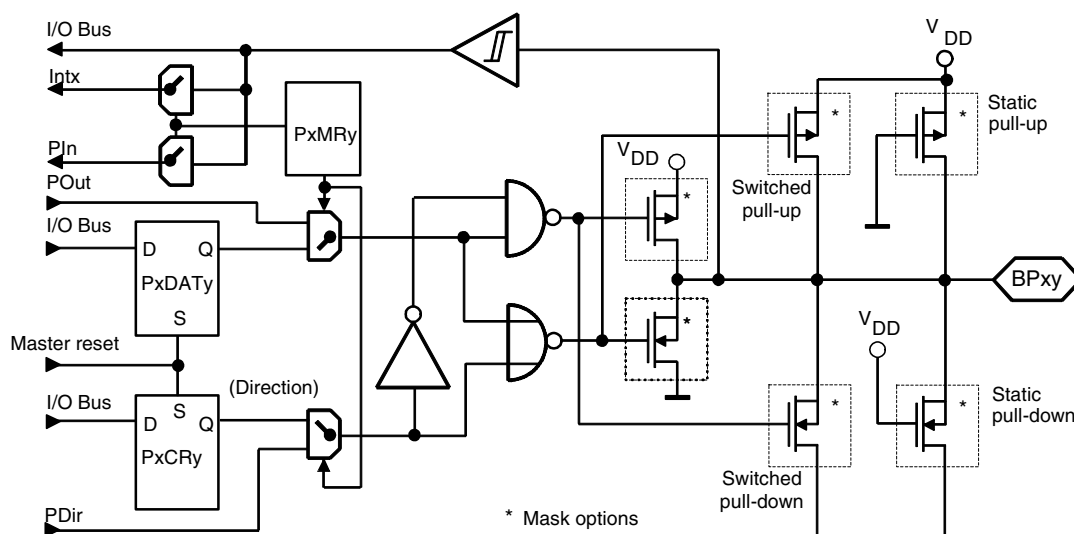 I/O Bus
V
DD
Intx
*
*
Static
pull-up
PxMRy
PIn
V
DD
POut
Switched
pull-up
*
I/O Bus
D
Q
PxDATy
BPxy
S
*
V
DD
Master reset
(Direction)
I/O Bus
S
D
Q
*
*
Static
pull-down
PxCRy
Switched
pull-down
PDir
* Mask options